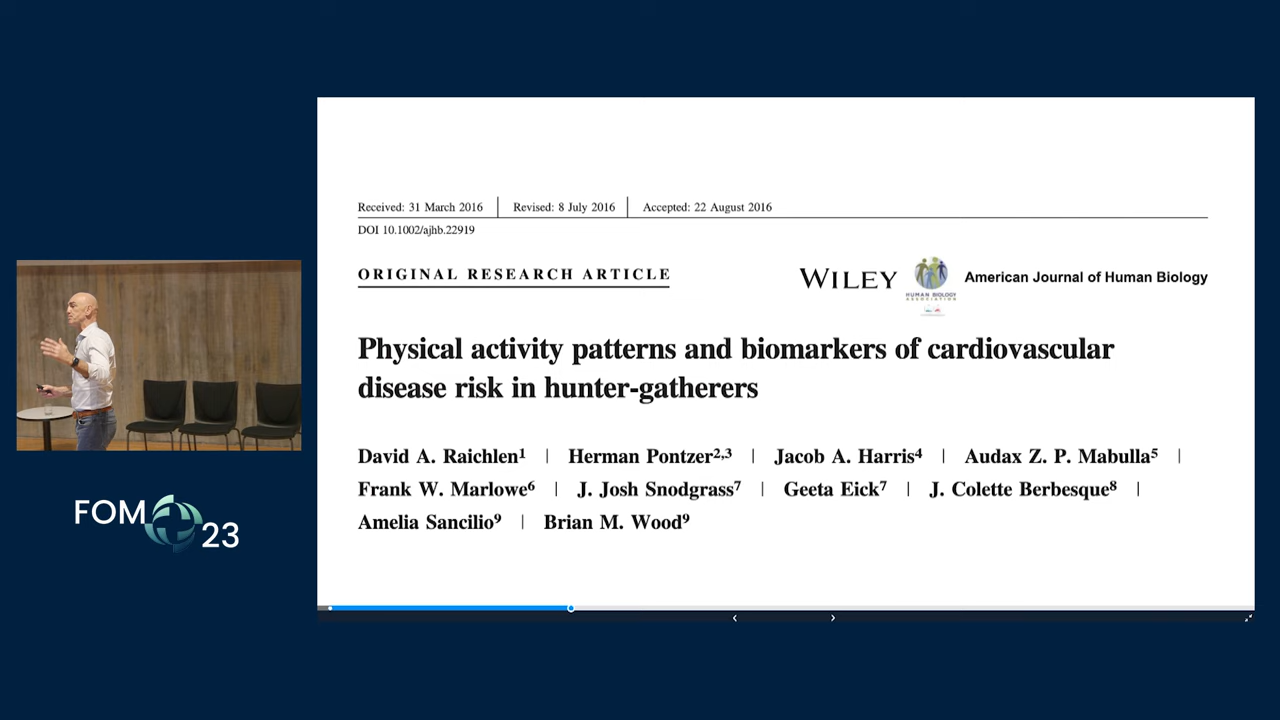 Received: 31 March 2016 | Revised: 8 July 2016 | Accepted: 22 August 2016
DOI 10.1002/ajhb.22919
ORIGINAL RESEARCH ARTICLE
WILEY
HUMAN BIOLOGY
ASSOCIATION
American Journal of Human Biology
Physical activity patterns and biomarkers of cardiovascular
disease risk in hunter-gatherers
David A. Raichlen1 | Herman Pontzer2,3 | Jacob A. Harris4 | Audax Z. P. Mabulla5 |
Frank W. Marlowe6 | J. Josh Snodgrass7 | Geeta Eick7 | J. Colette Berbesque8 |
Amelia Sancilio9 | Brian M. Wood9
FOM
23